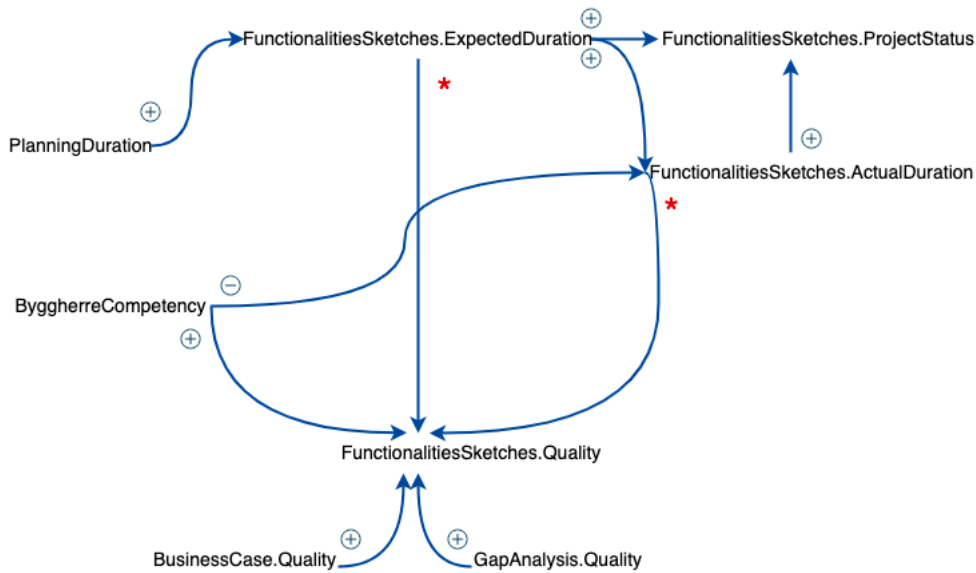 FunctionalitiesSketches.ExpectedDuration
FunctionalitiesSketches.ProjectStatus
PlanningDuration
FunctionalitiesSketches.ActualDuration
ByggherreCompetency
FunctionalitiesSketches.Quality
BusinessCase.Quality
GapAnalysis.Quality